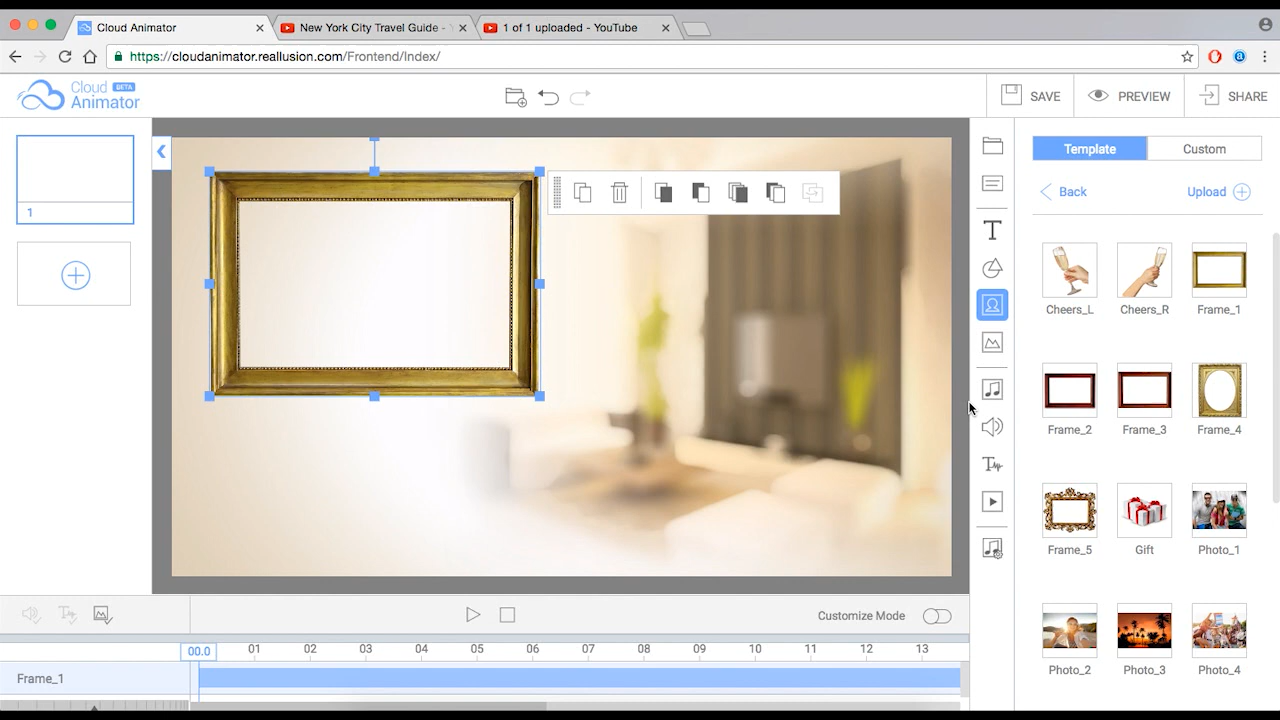 Cloud Animator
New York City Travel Guide -
1 of 1 uploaded - YouTube
https://cloudanimator.reallusion.com/Frontend/Index/
Cloud BETA
Animator
SAVE
PREVIEW
SHARE
1
Template
Custom
Back
Upload
Cheers_L
Cheers_R
Frame_1
Frame_2
Frame_3
Frame_4
Frame_5
Gift
Photo_1
Photo_2
Photo_3
Photo_4
Customize Mode
00.0 01 02 03 04 05 06 07 08 09 10 11 12 13
Frame_1